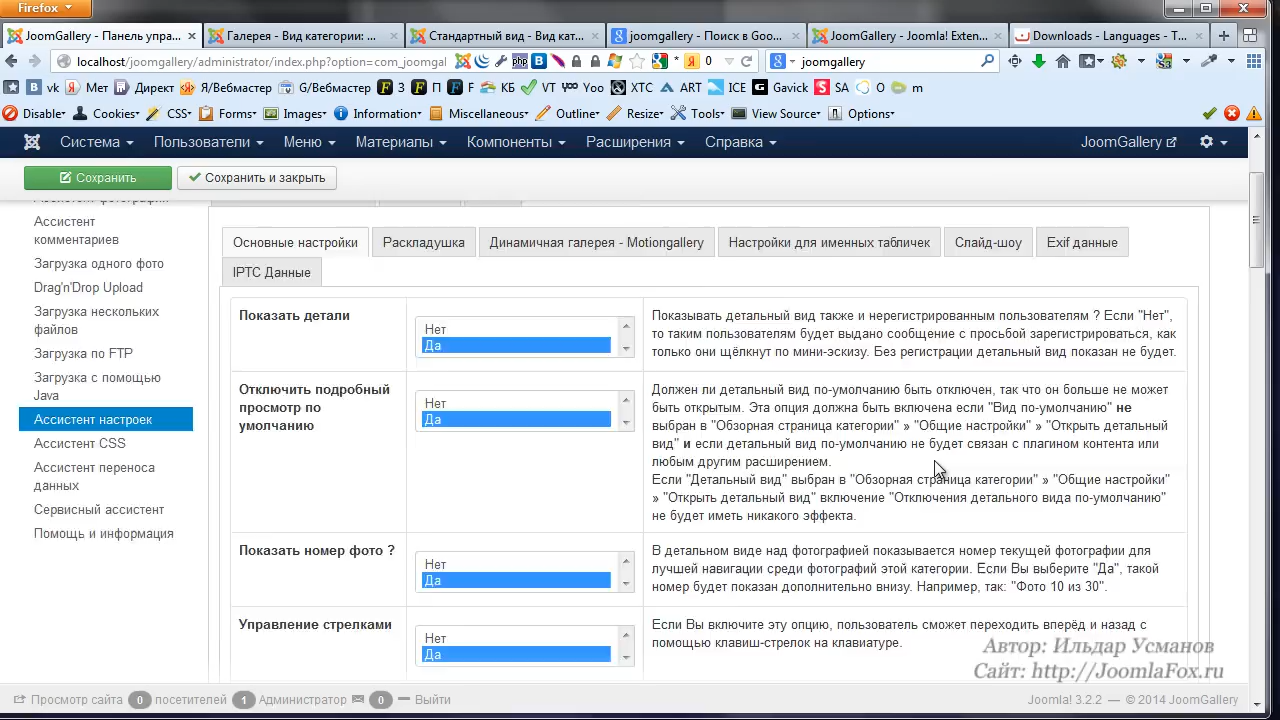 Firefox
JoomGallery - Панель упра...
Галерея - Вид категории: ...
Стандартный вид - Вид кат...
joomgallery - Поиск в Goo...
JoomGallery - Joomla! Exten...
Downloads - Languages - T...
localhost/joomgallery/administrator/index.php?option=com_joomgal
0
joomgallery
vk
Мет
Директ
Я/Вебмастер
G/Вебмастер
З
П
F
КБ
VT
Yoo
XTC
ART
ICE
Gavick
SA
O
m
Disable
Cookies
CSS
Forms
Images
Information
Miscellaneous
Outline
Resize
Tools
View Source
Options
Система
Пользователи
Меню
Материалы
Компоненты
Расширения
Справка
JoomGallery
Сохранить
Сохранить и закрыть
Ассистент фотографий
Ассистент
комментариев
Загрузка одного фото
Drag'n'Drop Upload
Загрузка нескольких
файлов
Загрузка по FTP
Загрузка с помощью
Java
Ассистент настроек
Ассистент CSS
Ассистент переноса
данных
Сервисный ассистент
Помощь и информация
Основные настройки
Раскладушка
Динамичная галерея - Motiongallery
Настройки для именных табличек
Слайд-шоу
Exif данные
IPTC Данные
Показать детали
Нет
Да
Показывать детальный вид также и нерегистрированным пользователям ? Если "Нет",
то таким пользователям будет выдано сообщение с просьбой зарегистрироваться, как
только они щёлкнут по мини-эскизу. Без регистрации детальный вид показан не будет.
Отключить подробный
просмотр по
умолчанию
Нет
Да
Должен ли детальный вид по-умолчанию быть отключен, так что он больше не может
быть открытым. Эта опция должна быть включена если "Вид по-умолчанию" не
выбран в "Обзорная страница категории" » "Общие настройки" » "Открыть детальный
вид" и если детальный вид по-умолчанию не будет связан с плагином контента или
любым другим расширением.
Если "Детальный вид" выбран в "Обзорная страница категории" » "Общие настройки"
» "Открыть детальный вид" включение "Отключения детального вида по-умолчанию"
не будет иметь никакого эффекта.
Показать номер фото ?
Нет
Да
В детальном виде над фотографией показывается номер текущей фотографии для
лучшей навигации среди фотографий этой категории. Если Вы выберите "Да", такой
номер будет показан дополнительно внизу. Например, так: "Фото 10 из 30".
Управление стрелками
Нет
Да
Если Вы включите эту опцию, пользователь сможет переходить вперёд и назад с
помощью клавиш-стрелок на клавиатуре.
Автор: Ильдар Усманов
Сайт: http://JoomlaFox.ru
Просмотр сайта
0 посетителей
1 Администратор
0
Выйти
Joomla! 3.2.2 — © 2014 JoomGallery